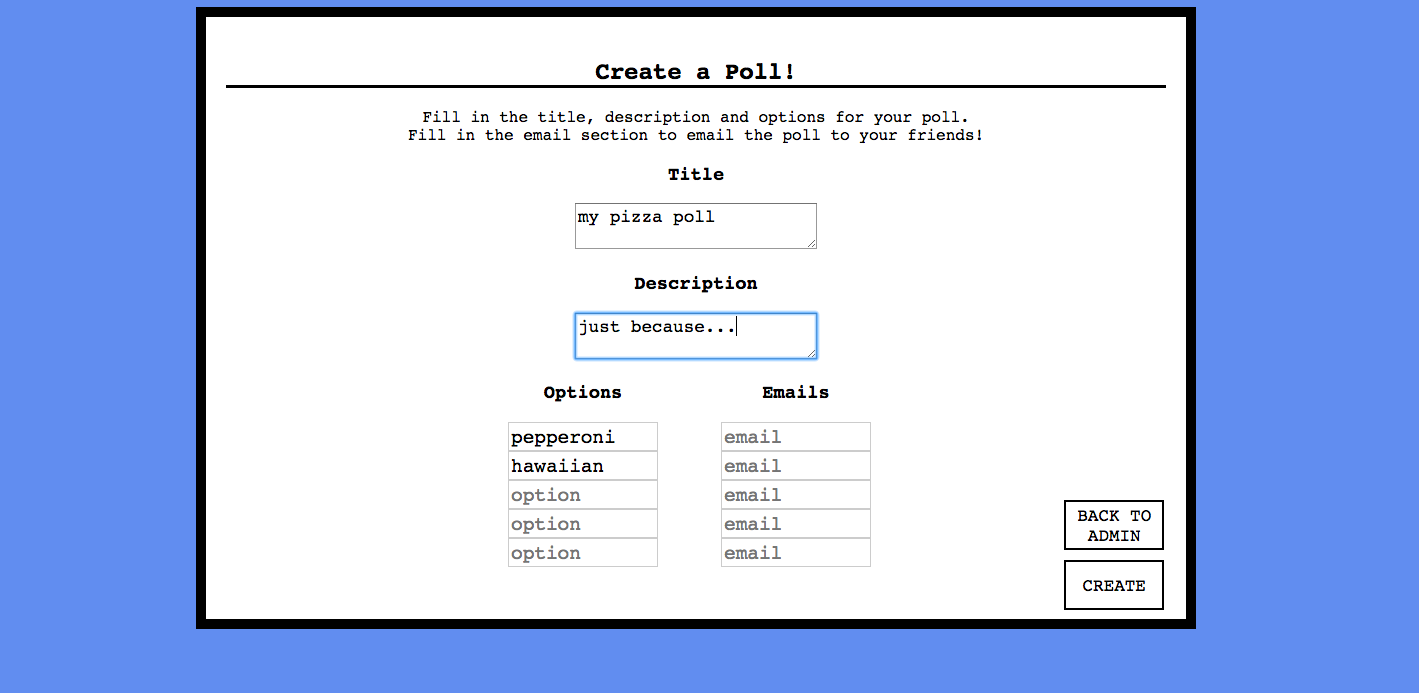 Create a Poll!
Fill in the title, description and options for your poll.
Fill in the email section to email the poll to your friends!
Title
my pizza poll
Description
just because...
Options
Emails
pepperoni
email
hawaiian
email
option
email
option
email
option
email
BACK TO
ADMIN
CREATE